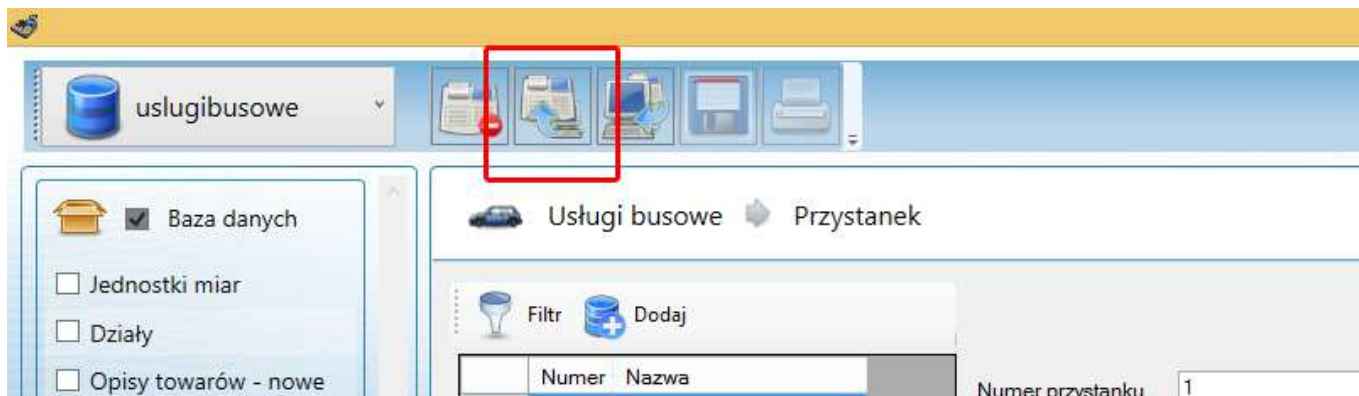 uslugibusowe
Baza danych
Jednostki miar
Działy
Opisy towarów - nowe
Usługi busowe Przystanek
Filtr Dodaj
Numer Nazwa
Numer przystanku 1